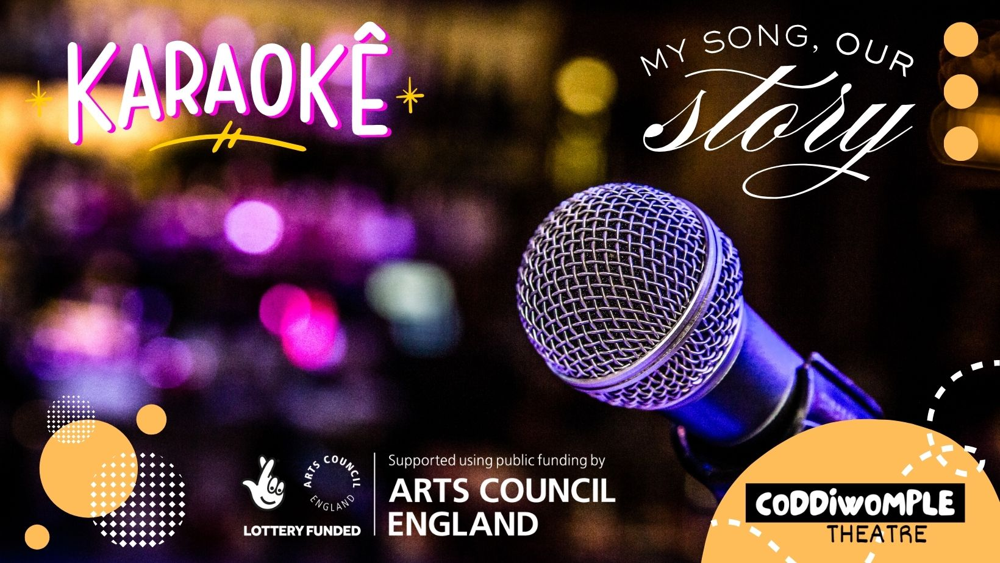 KARAOKÊ
MY SONG, OUR
story
ARTS COUNCIL
ENGLAND
LOTTERY FUNDED
Supported using public funding by
ARTS COUNCIL
ENGLAND
CODDiWOMPLE
THEATRE